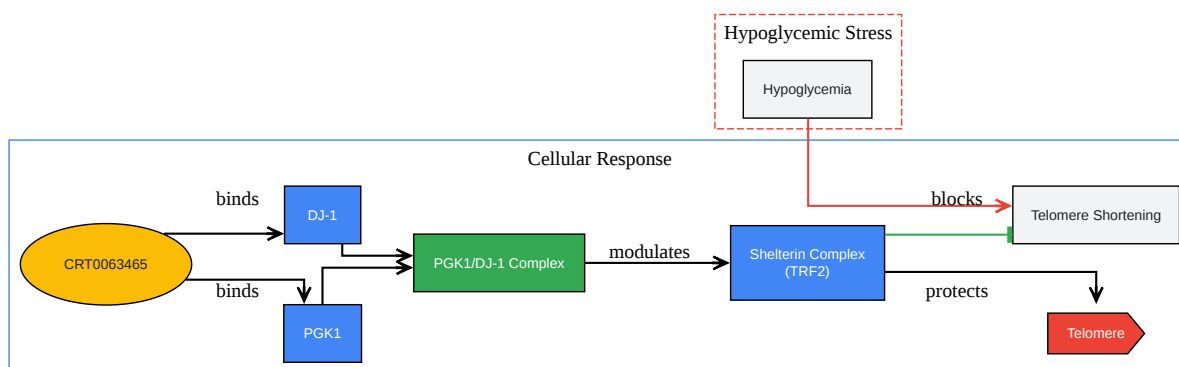 Hypoglycemic Stress
Hypoglycemia
Cellular Response
binds
DJ-1
blocks
Telomere Shortening
CRT0063465
PGK1/DJ-1 Complex
modulates
Shelterin Complex
(TRF2)
binds
protects
PGK1
Telomere